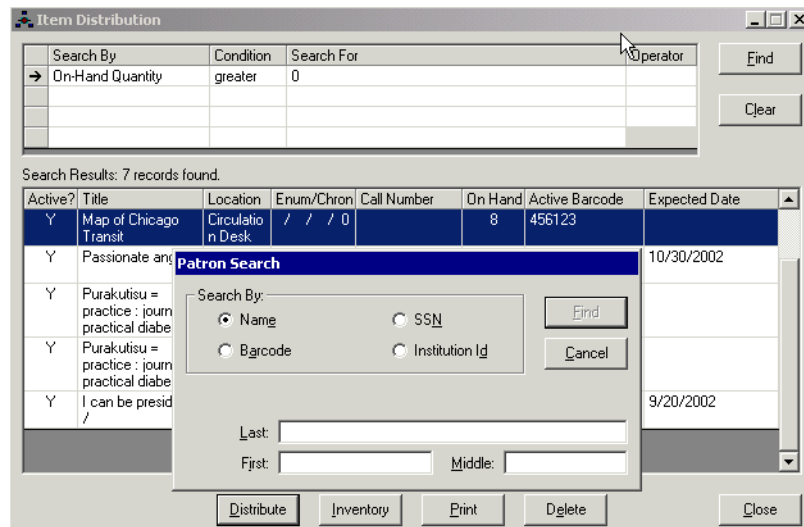 Item Distribution
Search By Condition Search For Operator
On-Hand Quantity greater 0
Find
Clear
Search Results: 7 records found.
Active? Title Location Enum/Chron Call Number On Hand Active Barcode Expected Date
Y Map of Chicago Circulatio / / / 0 8 456123
Transit n Desk
Y Passionate 10/30/2002
Y Purakutisu =
practice : journ
practical diabe
Y Purakutisu =
practice : journ
practical diabe
Y I can be presid 9/20/2002
/
Patron Search
Search By:
Name SSN
Barcode Institution Id
Find
Cancel
Last:
First: Middle:
Distribute Inventory Print Delete Close